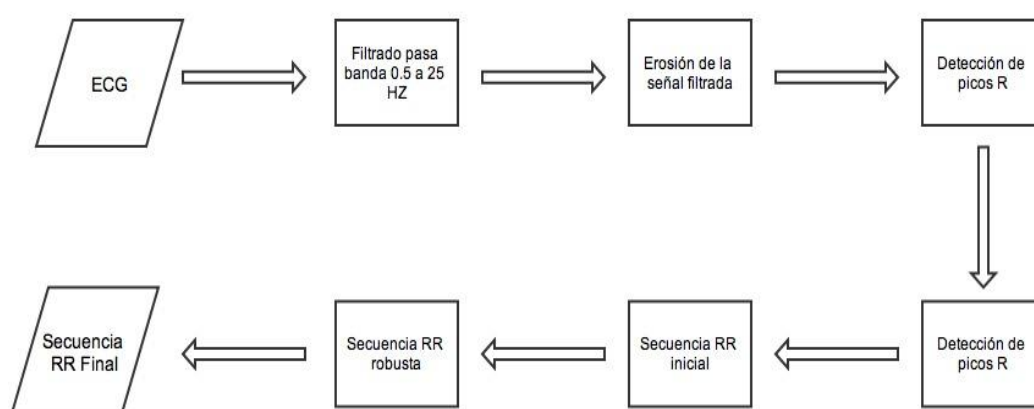 ECG
Filtrado pasa
banda 0.5 a 25
HZ
Erosión de la
señal filtrada
Detección de
picos R
Secuencia
RR Final
Secuencia RR
robusta
Secuencia RR
inicial
Detección de
picos R